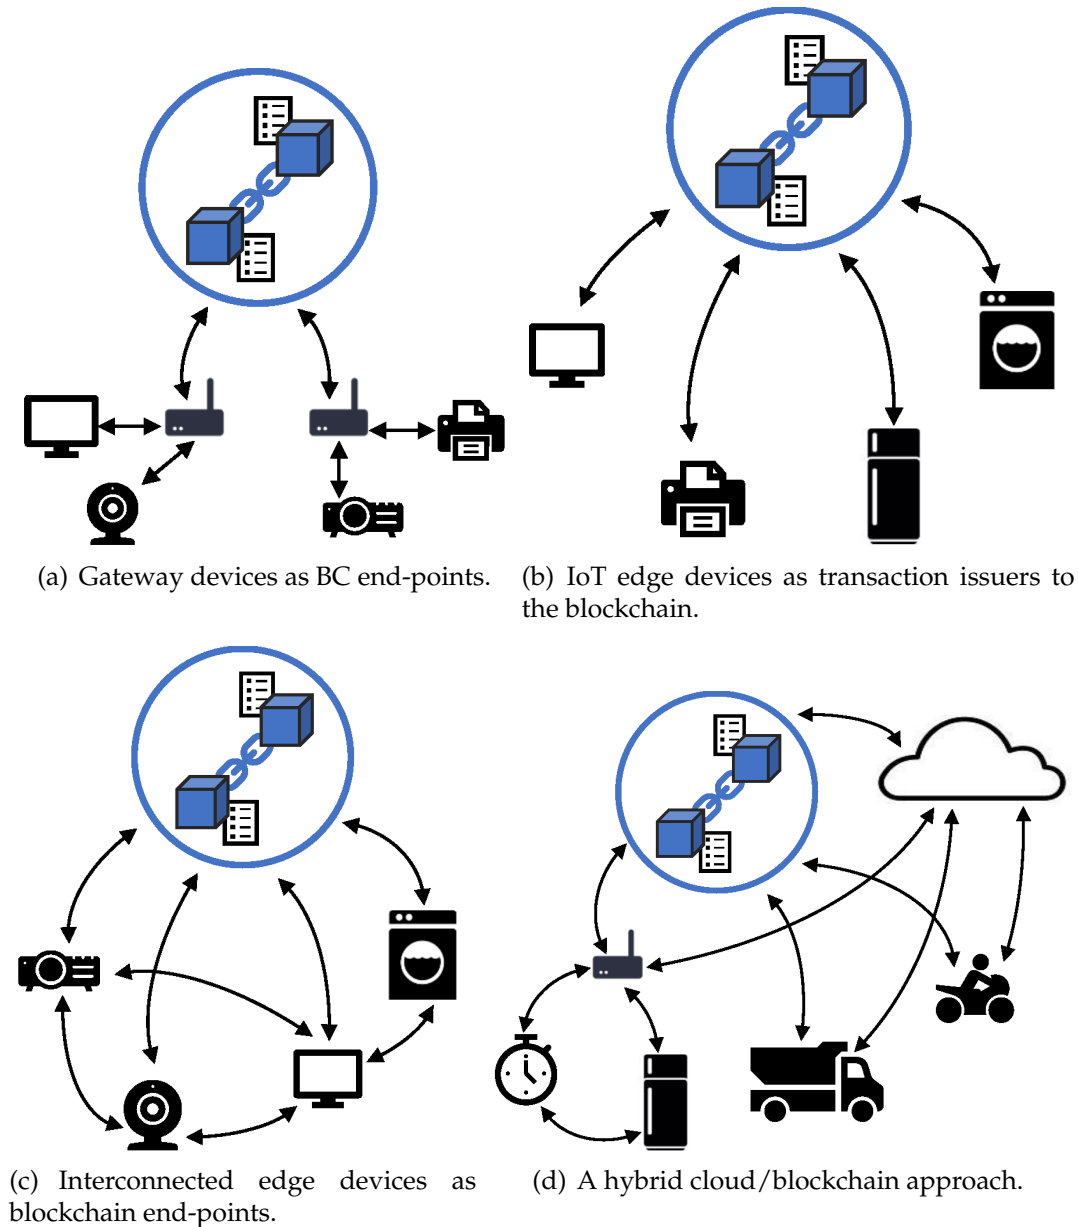 (a) Gateway devices as BC end-points.
(b) IoT edge devices as transaction issuers to
the blockchain.
(c) Interconnected edge devices as
blockchain end-points.
(d) A hybrid cloud/blockchain approach.